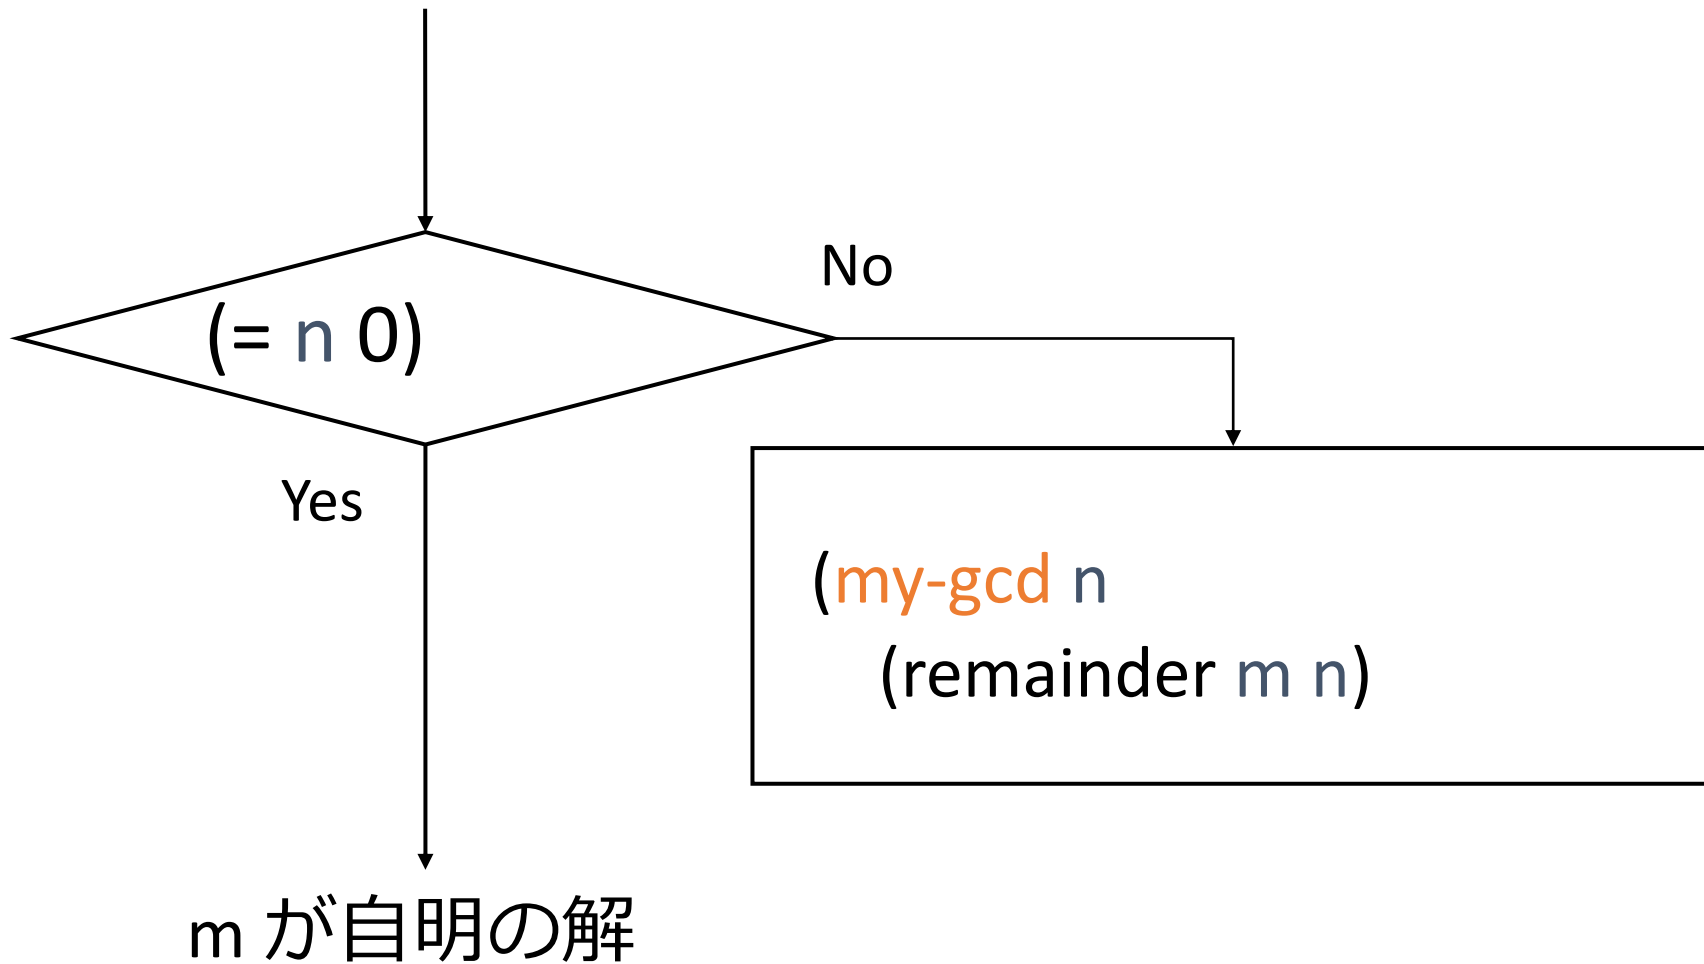 No
(= n 0)
Yes
(my-gcd n
(remainder m n)
m が自明の解